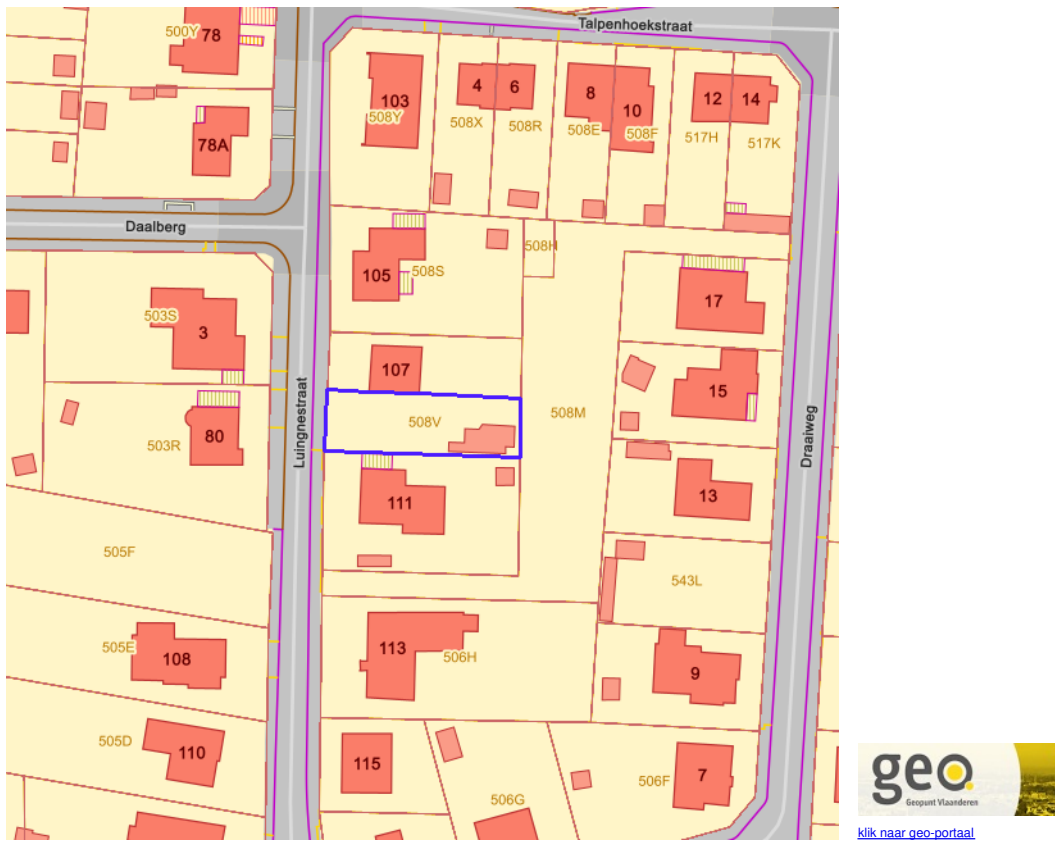 Talpenhoekstraat
500Y
78
103
508Y
4
6
508X
508R
8
10
508E
508F
12
14
517H
517K
78A
Daalberg
508H
105
508S
17
503S
3
107
15
508V
508M
Luingnestraat
Draaiweg
80
503R
111
13
505F
543L
113
506H
505E
108
9
505D
110
115
506F
7
506G
geo.
Geopunt Vlaanderen
klik naar geo-portaal